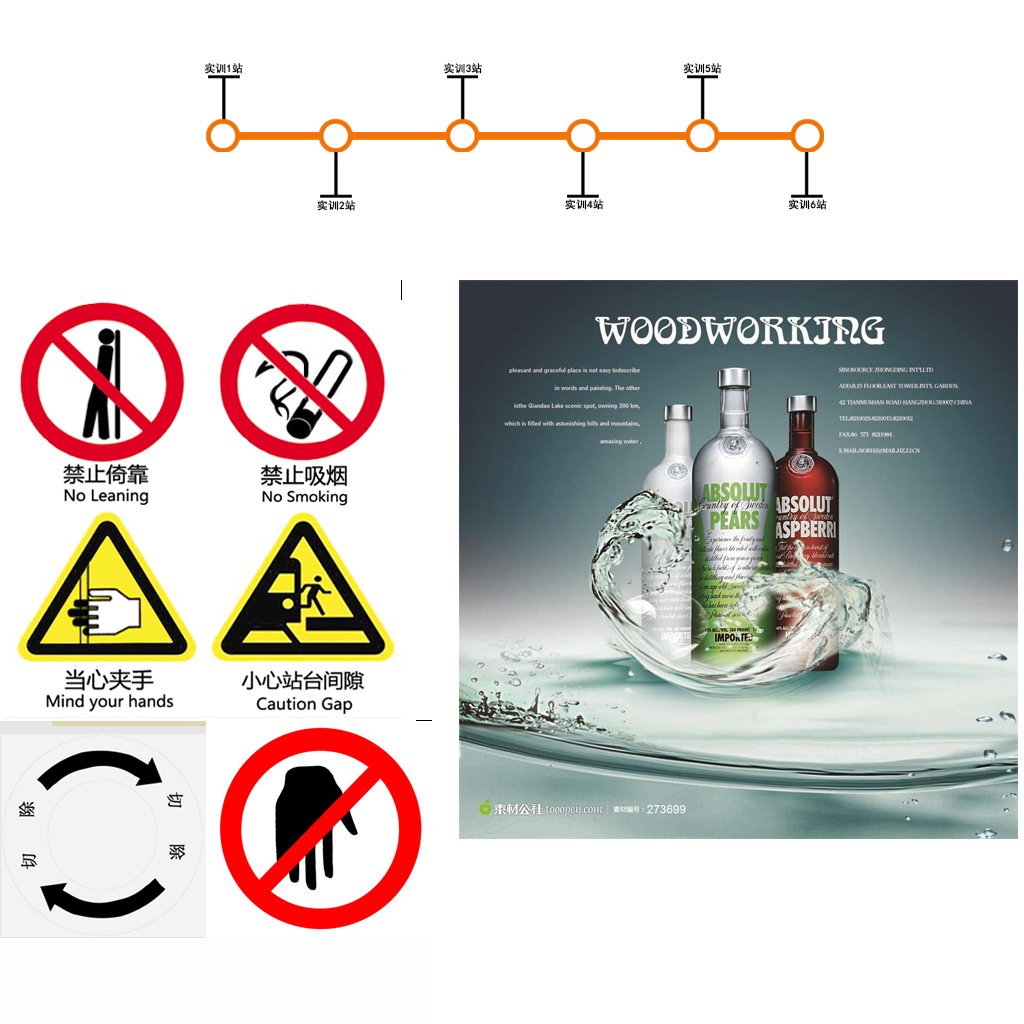 实训1站
实训3站
实训5站
实训2站
实训4站
实训6站
禁止倚靠
No Leaning
禁止吸烟
No Smoking
当心夹手
Mind your hands
小心站台间隙
Caution Gap
切除
切除
WOODWORKING
pleasant and graceful place is not easy todescribe
in words and painting. The other
isthe Qiandao Lake scenic spot, owning 300 km,
which is filled with astonishing hills and mountains,
amazing water ,
SINOSOURCE ZHONGDING INT'LTD
ADD:8.15 FLOOR.EAST TOWER.INT'L GARDEN.
42 TIANMUSHAN ROAD HANGZHOU:310007.CHINA
TEL:8210029.8210015.8210012
FAX:86 571 8211984
E-MAIL.NORHZ@MAIL.HZ.Z1.CN
ABSOLUT
Country of Sweden
PEARS
IMPORTED
ABSOLUT
Country of Sweden
RASPBERRI
素材公社 tooopen.com 素材编号：273699